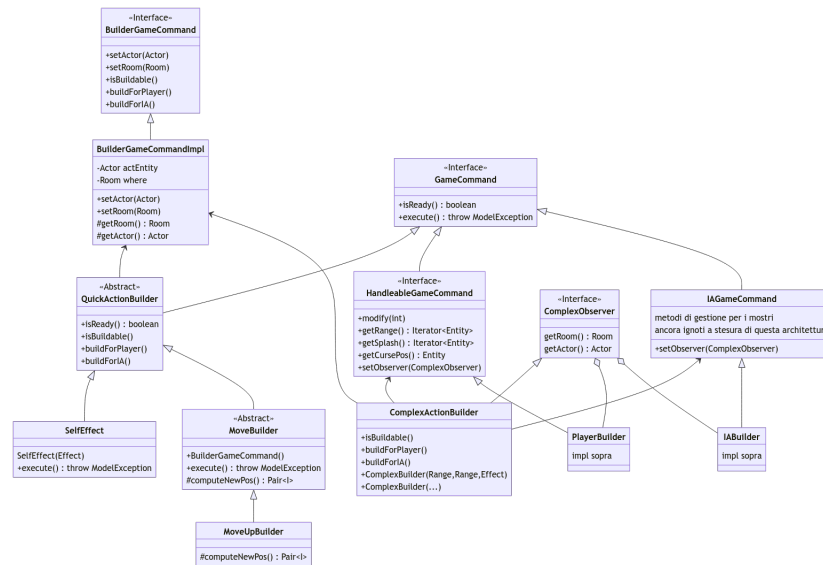 «Interface»
BuilderGameCommand
+setActor(Actor)
+setRoom(Room)
+isBuildable()
+buildForPlayer()
+buildForIA()
BuilderGameCommandImpl
-Actor actEntity
-Room where
+setActor(Actor)
+setRoom(Room)
#getRoom() : Room
#getActor() : Actor
«Interface»
GameCommand
+isReady() : boolean
+execute() : throw ModelException
«Abstract»
QuickActionBuilder
+isReady() : boolean
+isBuildable()
+buildForPlayer()
+buildForIA()
«Interface»
HandleableGameCommand
+modify(int)
+getRange() : Iterator<Entity>
+getSplash() : Iterator<Entity>
+getCursePos() : Entity
+setObserver(ComplexObserver)
«Interface»
ComplexObserver
getRoom() : Room
getActor() : Actor
IAGameCommand
metodi di gestione per i mostri
ancora ignoti a stesura di questa architettur
+setObserver(ComplexObserver)
SelfEffect
SelfEffect(Effect)
+execute() : throw ModelException
«Abstract»
MoveBuilder
+BuilderGameCommand()
+execute() : throw ModelException
#computeNewPos() : Pair<I>
ComplexActionBuilder
+isBuildable()
+buildForPlayer()
+buildForIA()
+ComplexBuilder(Range,Range,Effect)
+ComplexBuilder(...)
PlayerBuilder
impl sopra
IABuilder
impl sopra
MoveUpBuilder
#computeNewPos() : Pair<I>